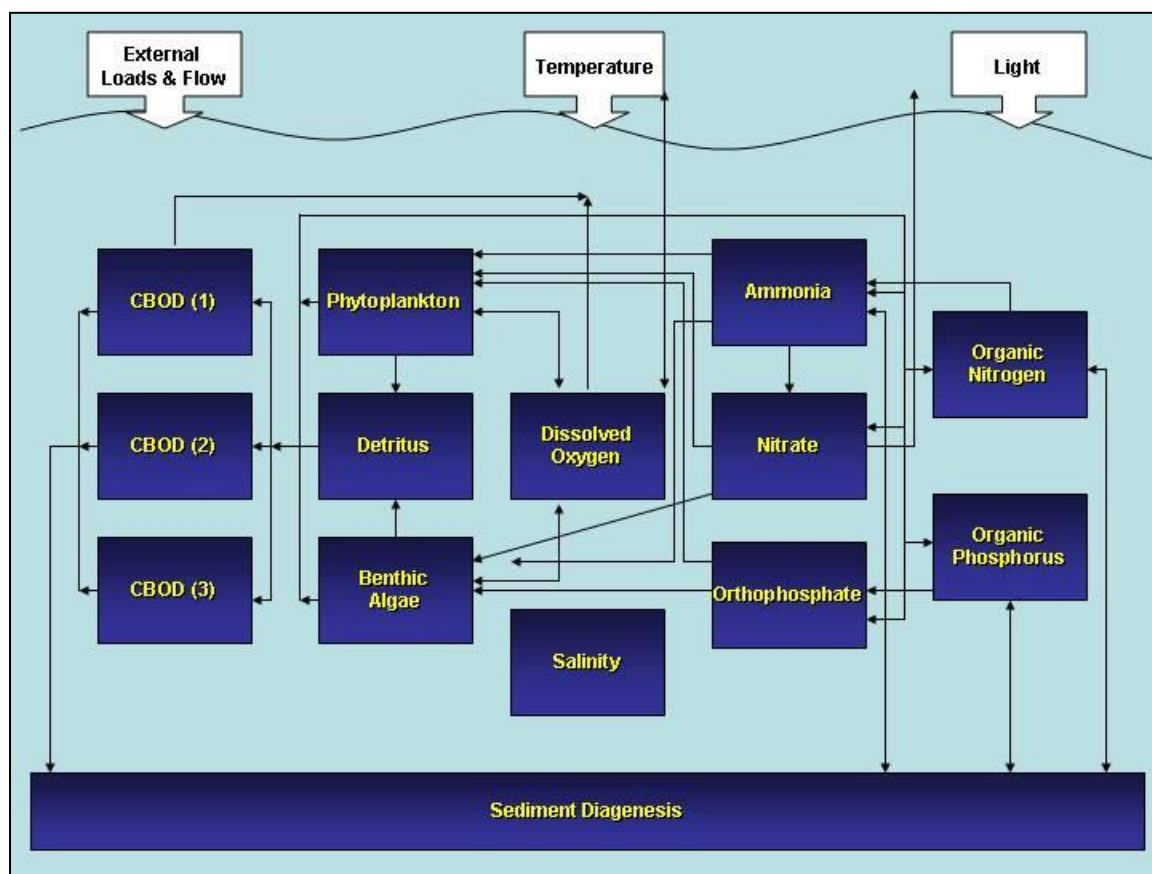 External
Loads & Flow
Temperature
Light
CBOD (1)
Phytoplankton
Ammonia
Organic
Nitrogen
CBOD (2)
Detritus
Dissolved
Oxygen
Nitrate
Organic
Phosphorus
CBOD (3)
Benthic
Algae
Orthophosphate
Salinity
Sediment Diagenesis